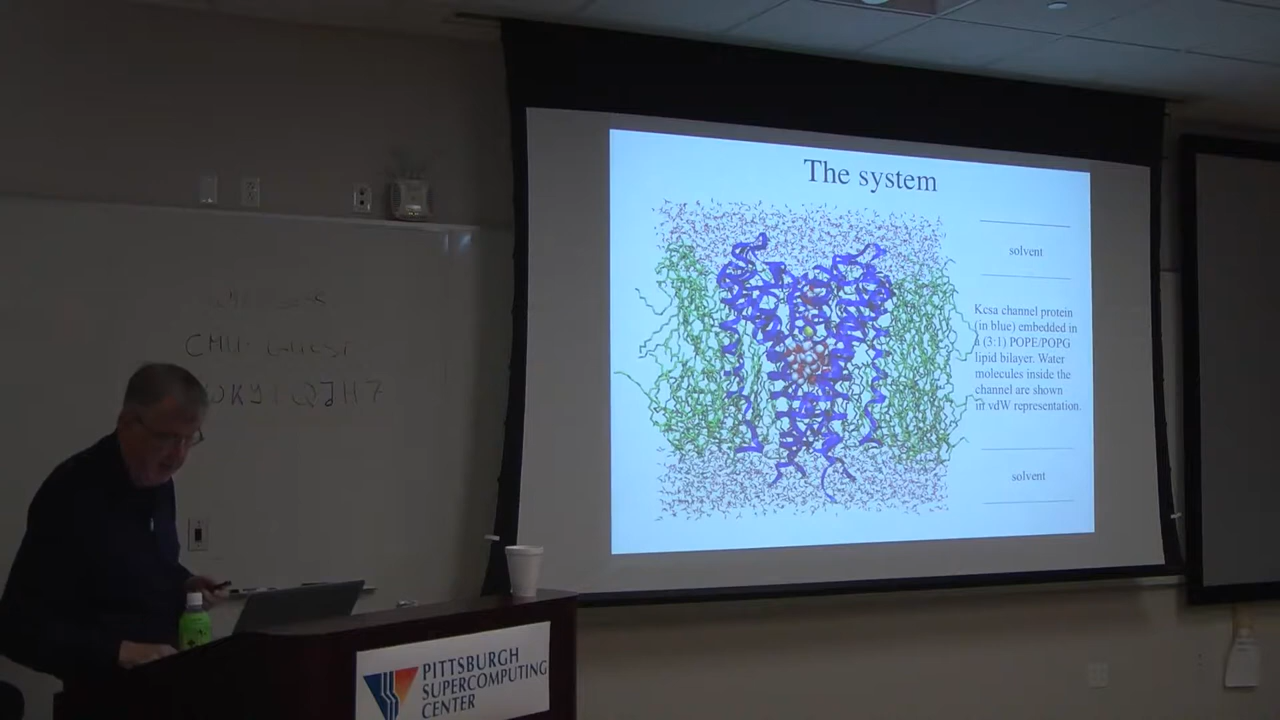 The system
solvent
Kcsa channel protein
(in blue) embedded in
a (3:1) POPE/POPG
lipid bilayer. Water
molecules inside the
channel are shown
in vdW representation.
solvent
CMU
PITTSBURGH
SUPERCOMPUTING
CENTER